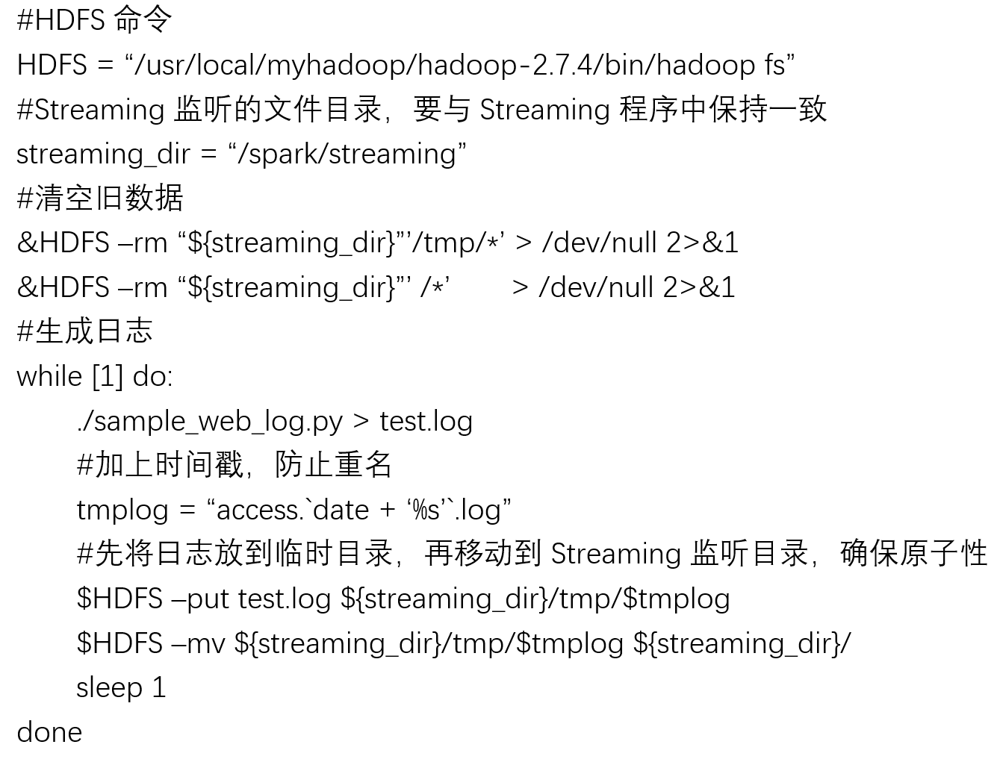 #HDFS 命令
HDFS = “/usr/local/myhadoop/hadoop-2.7.4/bin/hadoop fs”
#Streaming 监听的文件目录，要与 Streaming 程序中保持一致
streaming_dir = “/spark/streaming”
#清空旧数据
&HDFS –rm “${streaming_dir}”’/tmp/*’ > /dev/null 2>&1
&HDFS –rm “${streaming_dir}”’ /*’ > /dev/null 2>&1
#生成日志
while [1] do:
./sample_web_log.py > test.log
#加上时间戳，防止重名
tmplog = “access.`date + ‘%s’`.log”
#先将日志放到临时目录，再移动到 Streaming 监听目录，确保原子性
$HDFS –put test.log ${streaming_dir}/tmp/$tmplog
$HDFS –mv ${streaming_dir}/tmp/$tmplog ${streaming_dir}/
sleep 1
done